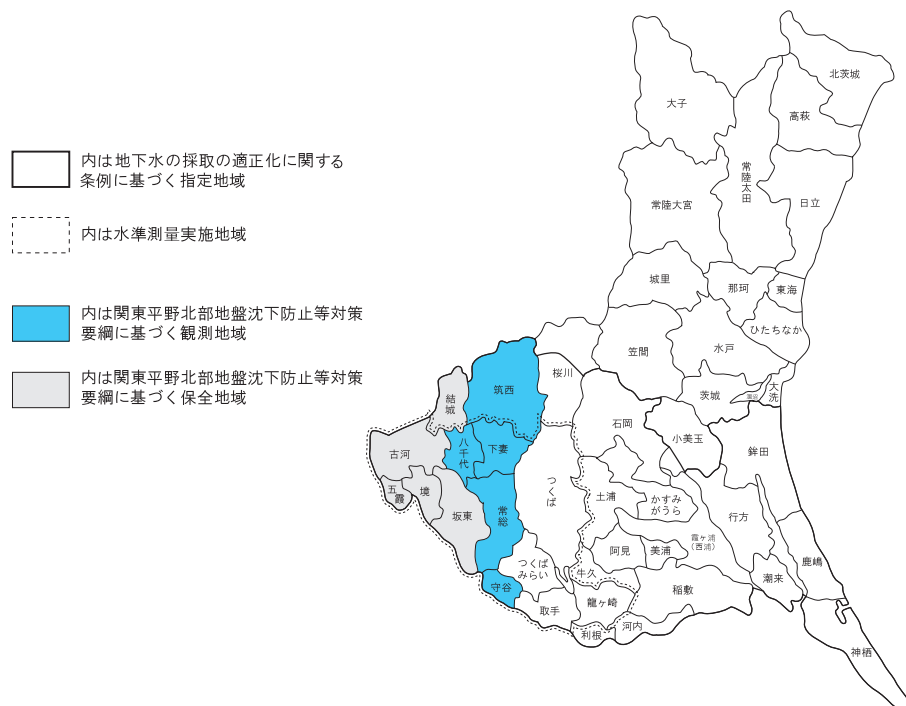 内は地下水の採取の適正化に関する
条例に基づく指定地域
内は水準測量実施地域
内は関東平野北部地盤沈下防止等対策
要綱に基づく観測地域
内は関東平野北部地盤沈下防止等対策
要綱に基づく保全地域
北茨城
大子
高萩
常陸太田
常陸大宮
日立
城里
那珂
東海
ひたちなか
水戸
笠間
桜川
筑西
茨城
大洗
結城
石岡
小美玉
鉾田
古河
八千代
下妻
つくば
五霞
境
土浦
かすみ
がうら
坂東
常総
行方
霞ヶ浦
(西浦)
阿見
美浦
つくば
みらい
牛久
鹿嶋
潮来
守谷
稲敷
取手
龍ヶ崎
利根
河内
神栖